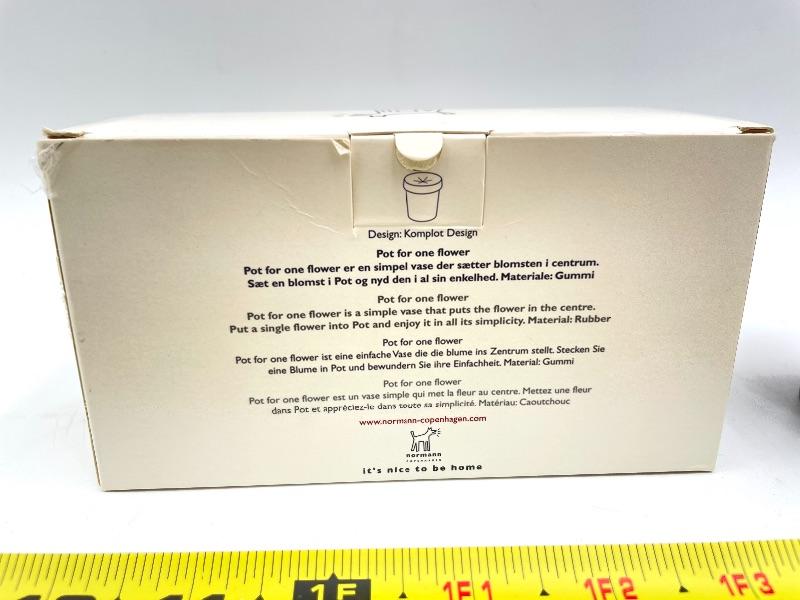 Design: Komplot Design
Pot for one flower
Pot for one flower er en simpel vase der sætter blomsten i centrum.
Sæt en blomst i Pot og nyd den i al sin enkelhed. Materiale: Gummi
Pot for one flower
Pot for one flower is a simple vase that puts the flower in the centre.
Put a single flower into Pot and enjoy it in all its simplicity. Material: Rubber
Pot for one flower
Pot for one flower ist eine einfache Vase die die blume ins Zentrum stellt. Stecken Sie
eine Blume in Pot und bewundern Sie ihre Einfachheit. Material: Gummi
Pot for one flower
Pot for one flower est un vase simple qui met la fleur au centre. Mettez une fleur
dans Pot et appréciez-le dans toute sa simplicité. Matériau: Caoutchouc
www.normann-copenhagen.com
normann
COPENHAGEN
it's nice to be home
1F 1F1 1F2 1F3